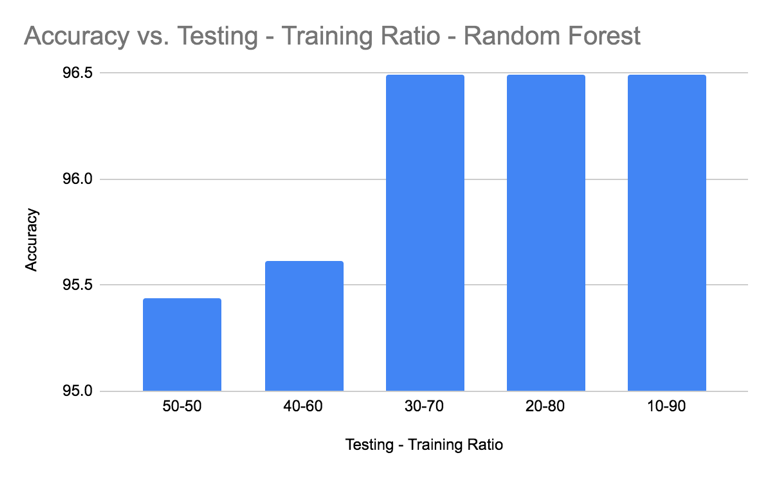 Accuracy vs. Testing - Training Ratio - Random Forest
96.5
96.0
95.5
95.0
Accuracy
50-50 40-60 30-70 20-80 10-90
Testing - Training Ratio